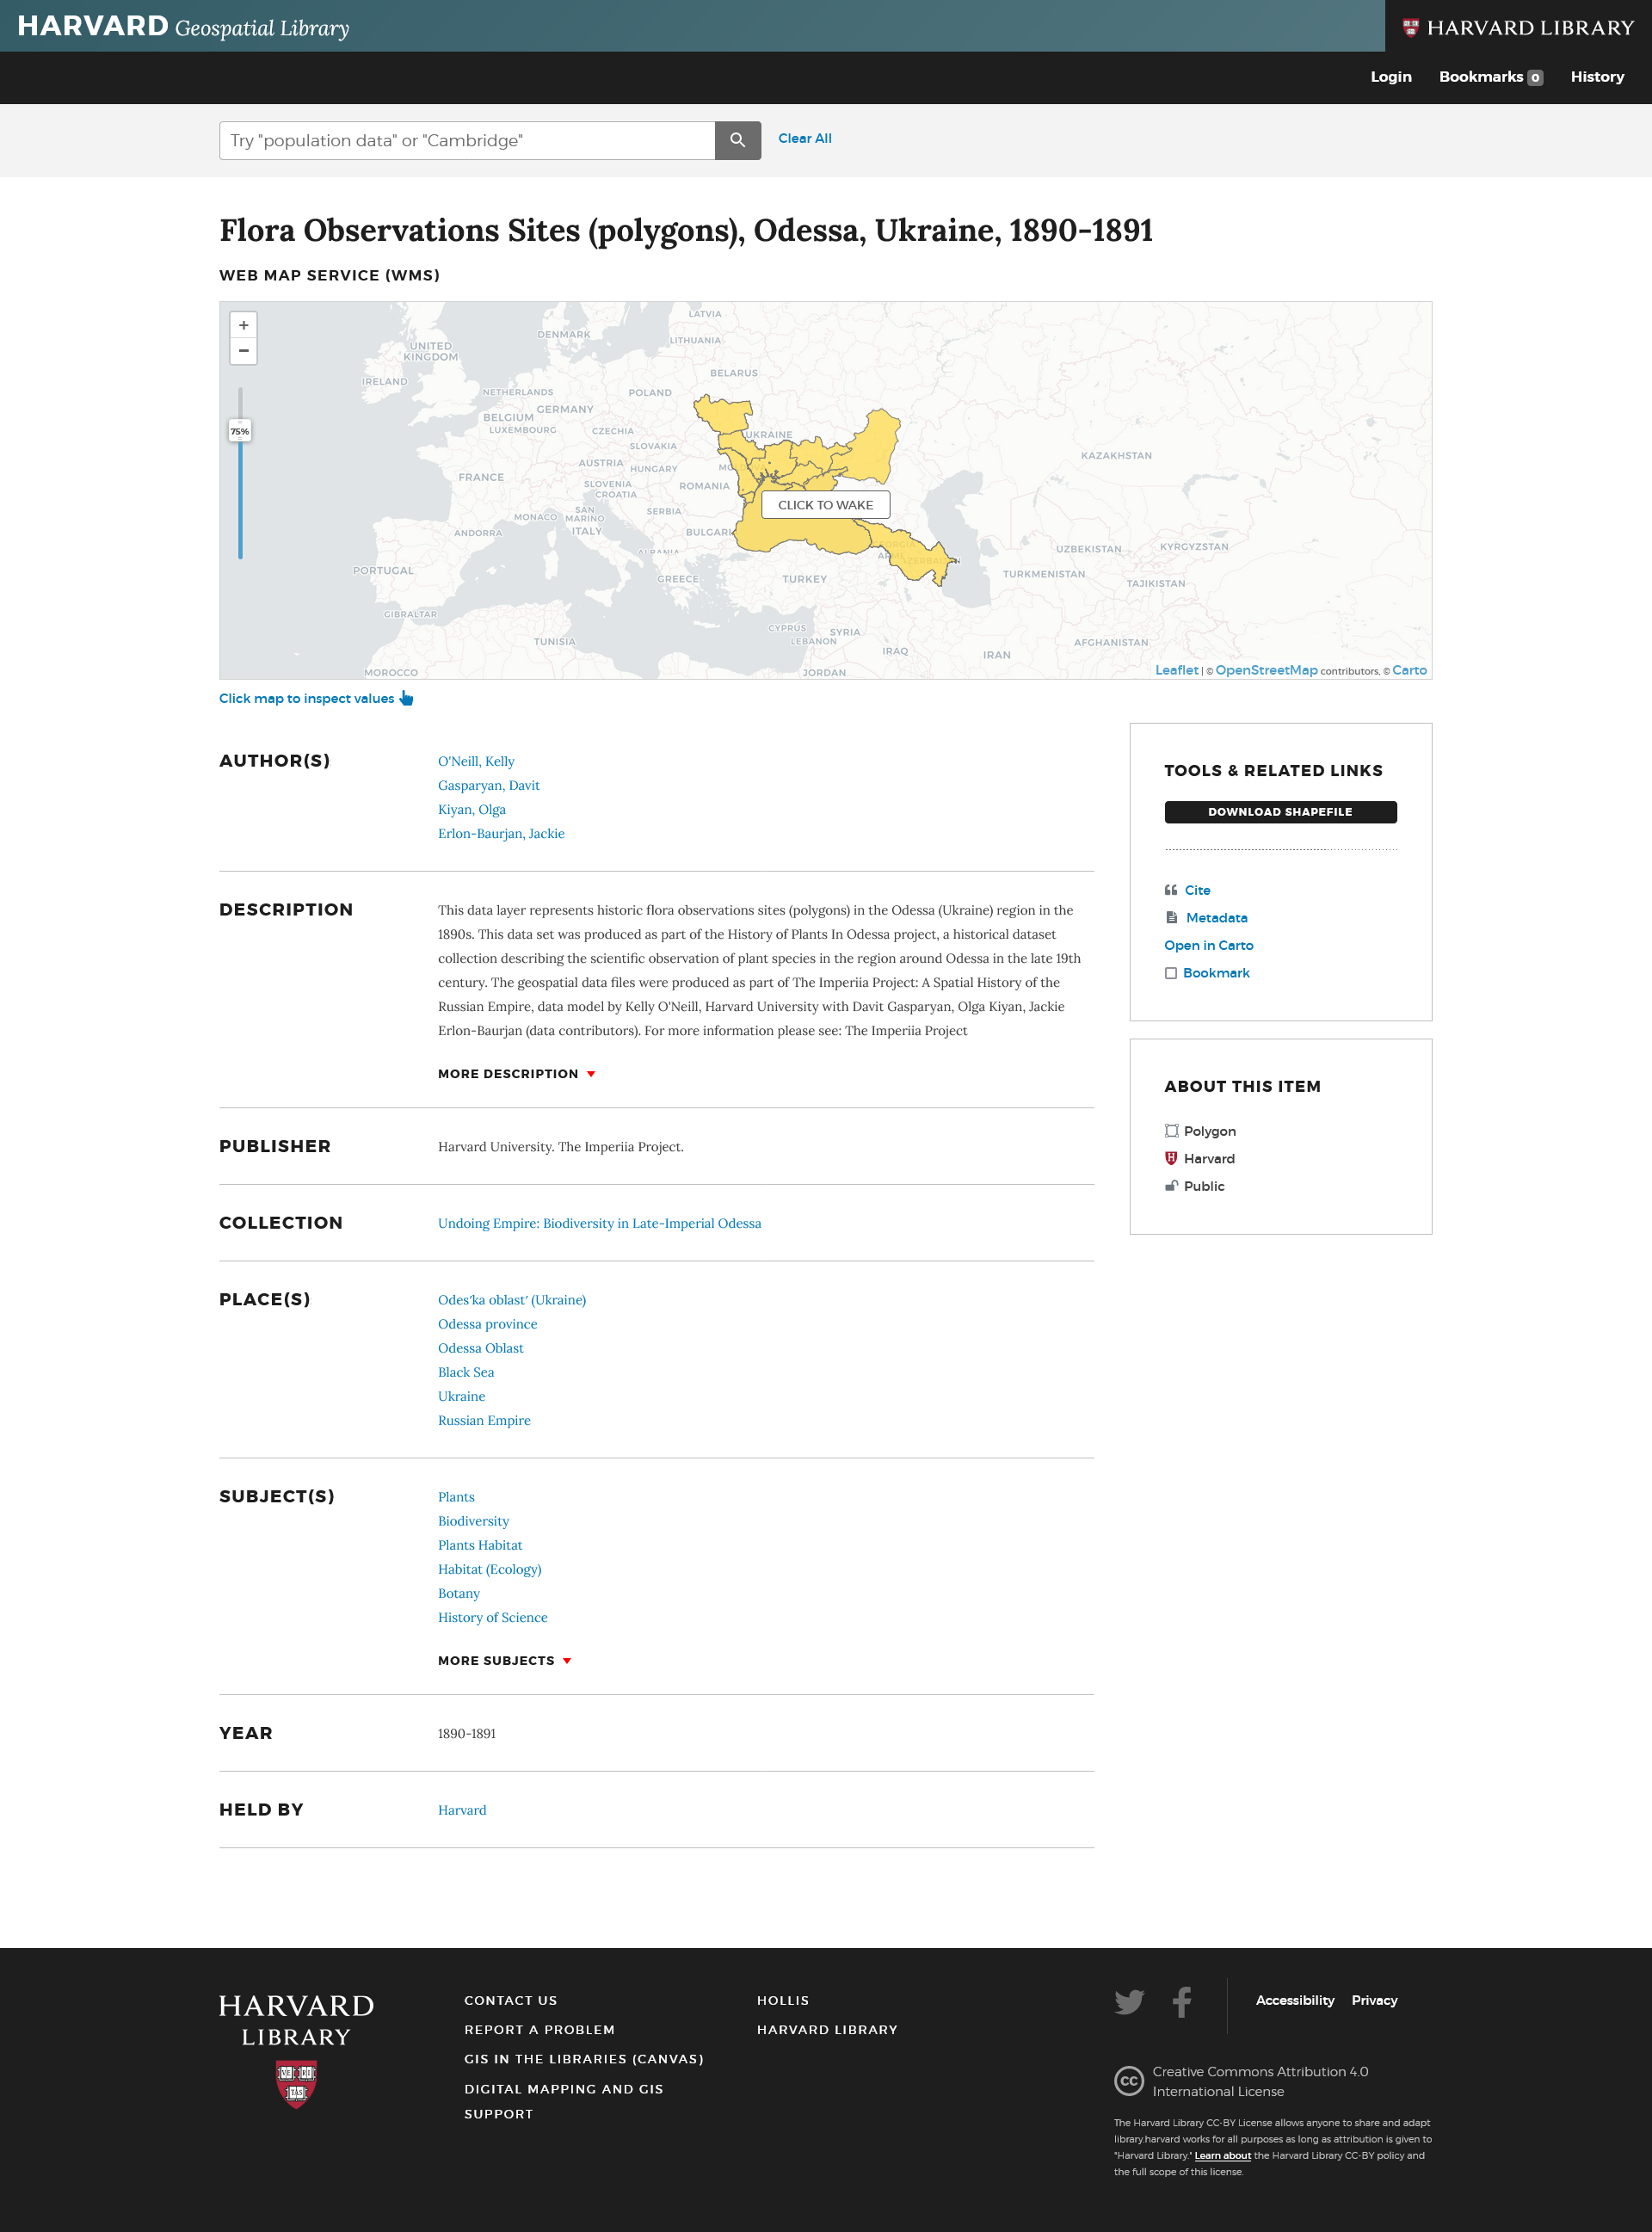 HARVARD Geospatial Library
HARVARD LIBRARY
Login
Bookmarks 0
History
Try "population data" or "Cambridge"
Clear All
Flora Observations Sites (polygons), Odessa, Ukraine, 1890-1891
WEB MAP SERVICE (WMS)
+
−
75%
LATVIA
DENMARK
LITHUANIA
UNITED
KINGDOM
BELARUS
IRELAND
NETHERLANDS
POLAND
GERMANY
BELGIUM
LUXEMBOURG
CZECHIA
UKRAINE
SLOVAKIA
KAZAKHSTAN
AUSTRIA
HUNGARY
FRANCE
SLOVENIA
ROMANIA
CROATIA
CLICK TO WAKE
SAN
MARINO
MONACO
SERBIA
ITALY
ANDORRA
BULGARI
UZBEKISTAN
KYRGYZSTAN
ALBANIA
PORTUGAL
GREECE
TURKEY
TURKMENISTAN
TAJIKISTAN
GIBRALTAR
CYPRUS
SYRIA
TUNISIA
LEBANON
AFGHANISTAN
IRAQ
IRAN
MOROCCO
JORDAN
Leaflet | © OpenStreetMap contributors, © Carto
Click map to inspect values
AUTHOR(S)
O'Neill, Kelly
Gasparyan, Davit
Kiyan, Olga
Erlon-Baurjan, Jackie
DESCRIPTION
This data layer represents historic flora observations sites (polygons) in the Odessa (Ukraine) region in the
1890s. This data set was produced as part of the History of Plants In Odessa project, a historical dataset
collection describing the scientific observation of plant species in the region around Odessa in the late 19th
century. The geospatial data files were produced as part of The Imperiia Project: A Spatial History of the
Russian Empire, data model by Kelly O'Neill, Harvard University with Davit Gasparyan, Olga Kiyan, Jackie
Erlon-Baurjan (data contributors). For more information please see: The Imperiia Project
MORE DESCRIPTION
PUBLISHER
Harvard University. The Imperiia Project.
COLLECTION
Undoing Empire: Biodiversity in Late-Imperial Odessa
PLACE(S)
Odesʹka oblastʹ (Ukraine)
Odessa province
Odessa Oblast
Black Sea
Ukraine
Russian Empire
SUBJECT(S)
Plants
Biodiversity
Plants Habitat
Habitat (Ecology)
Botany
History of Science
MORE SUBJECTS
YEAR
1890-1891
HELD BY
Harvard
TOOLS & RELATED LINKS
DOWNLOAD SHAPEFILE
Cite
Metadata
Open in Carto
Bookmark
ABOUT THIS ITEM
Polygon
Harvard
Public
HARVARD
LIBRARY
VE RI
TAS
CONTACT US
REPORT A PROBLEM
GIS IN THE LIBRARIES (CANVAS)
DIGITAL MAPPING AND GIS
SUPPORT
HOLLIS
HARVARD LIBRARY
Accessibility
Privacy
cc
Creative Commons Attribution 4.0
International License
The Harvard Library CC-BY License allows anyone to share and adapt
library.harvard works for all purposes as long as attribution is given to
"Harvard Library." Learn about the Harvard Library CC-BY policy and
the full scope of this license.